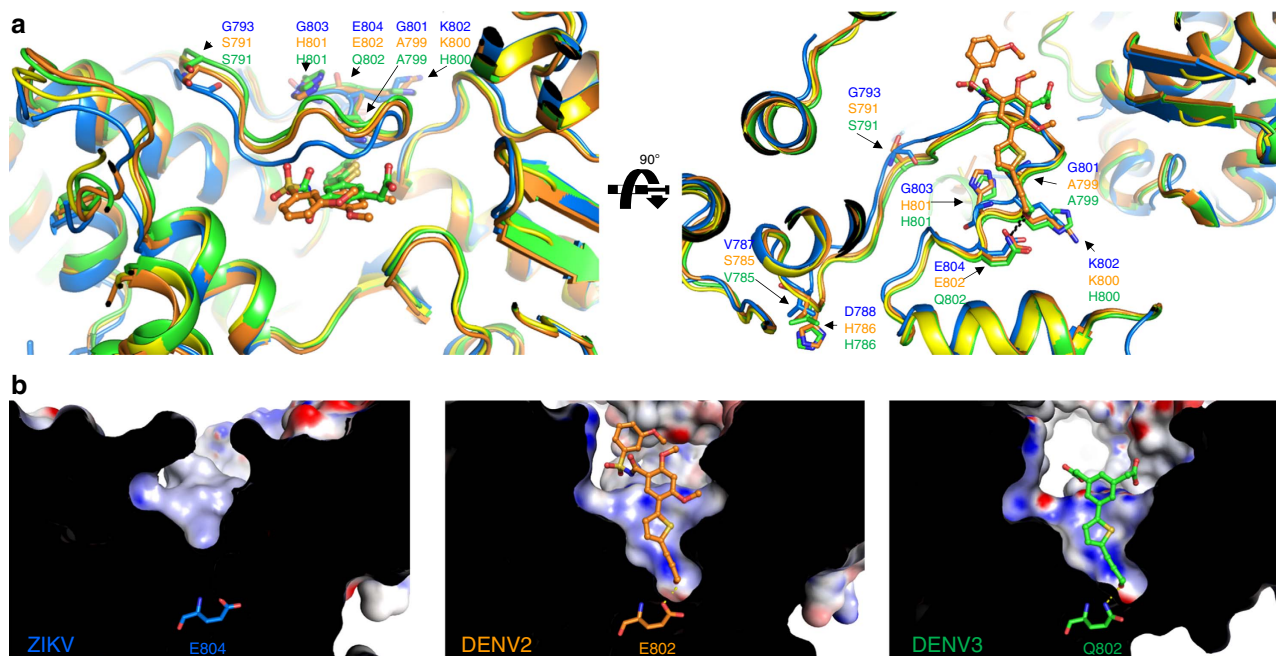 a
G793 G803 E804 G801 K802
S791 H801 E802 A799 K800
S791 H801 Q802 A799 H800
90°
G793
S791
S791
G801
A799
A799
G803
H801
H801
V787
S785
V785
E804
E802
Q802
K802
K800
H800
D788
H786
H786
b
ZIKV E804
DENV2 E802
DENV3 Q802